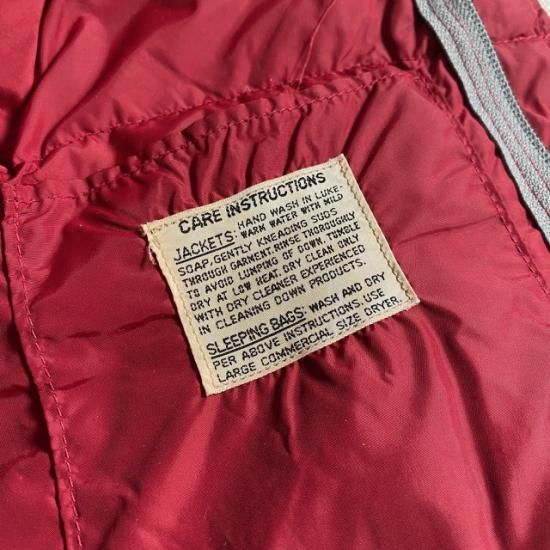 CARE INSTRUCTIONS
JACKETS: HAND WASH IN LUKE-
WARM WATER WITH MILD
SOAP, GENTLY KNEADING SUDS
THROUGH GARMENT. RINSE THOROUGHLY
TO AVOID LUMPING OF DOWN. TUMBLE
DRY AT LOW HEAT. DRY CLEAN ONLY
WITH DRY CLEANER EXPERIENCED
IN CLEANING DOWN PRODUCTS.
SLEEPING BAGS: WASH AND DRY
PER ABOVE INSTRUCTIONS. USE
LARGE COMMERCIAL SIZE DRYER.